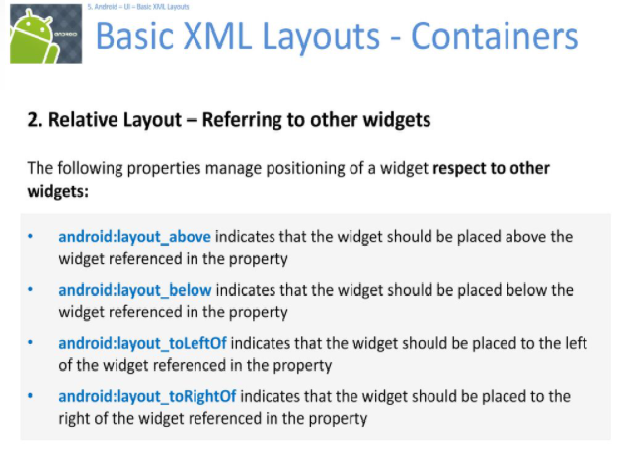 5. Android – UI – Basic XML Layouts
ANDROID
Basic XML Layouts - Containers
2. Relative Layout – Referring to other widgets
The following properties manage positioning of a widget respect to other
widgets:
• android:layout_above indicates that the widget should be placed above the
widget referenced in the property
• android:layout_below indicates that the widget should be placed below the
widget referenced in the property
• android:layout_toLeftOf indicates that the widget should be placed to the left
of the widget referenced in the property
• android:layout_toRightOf indicates that the widget should be placed to the
right of the widget referenced in the property